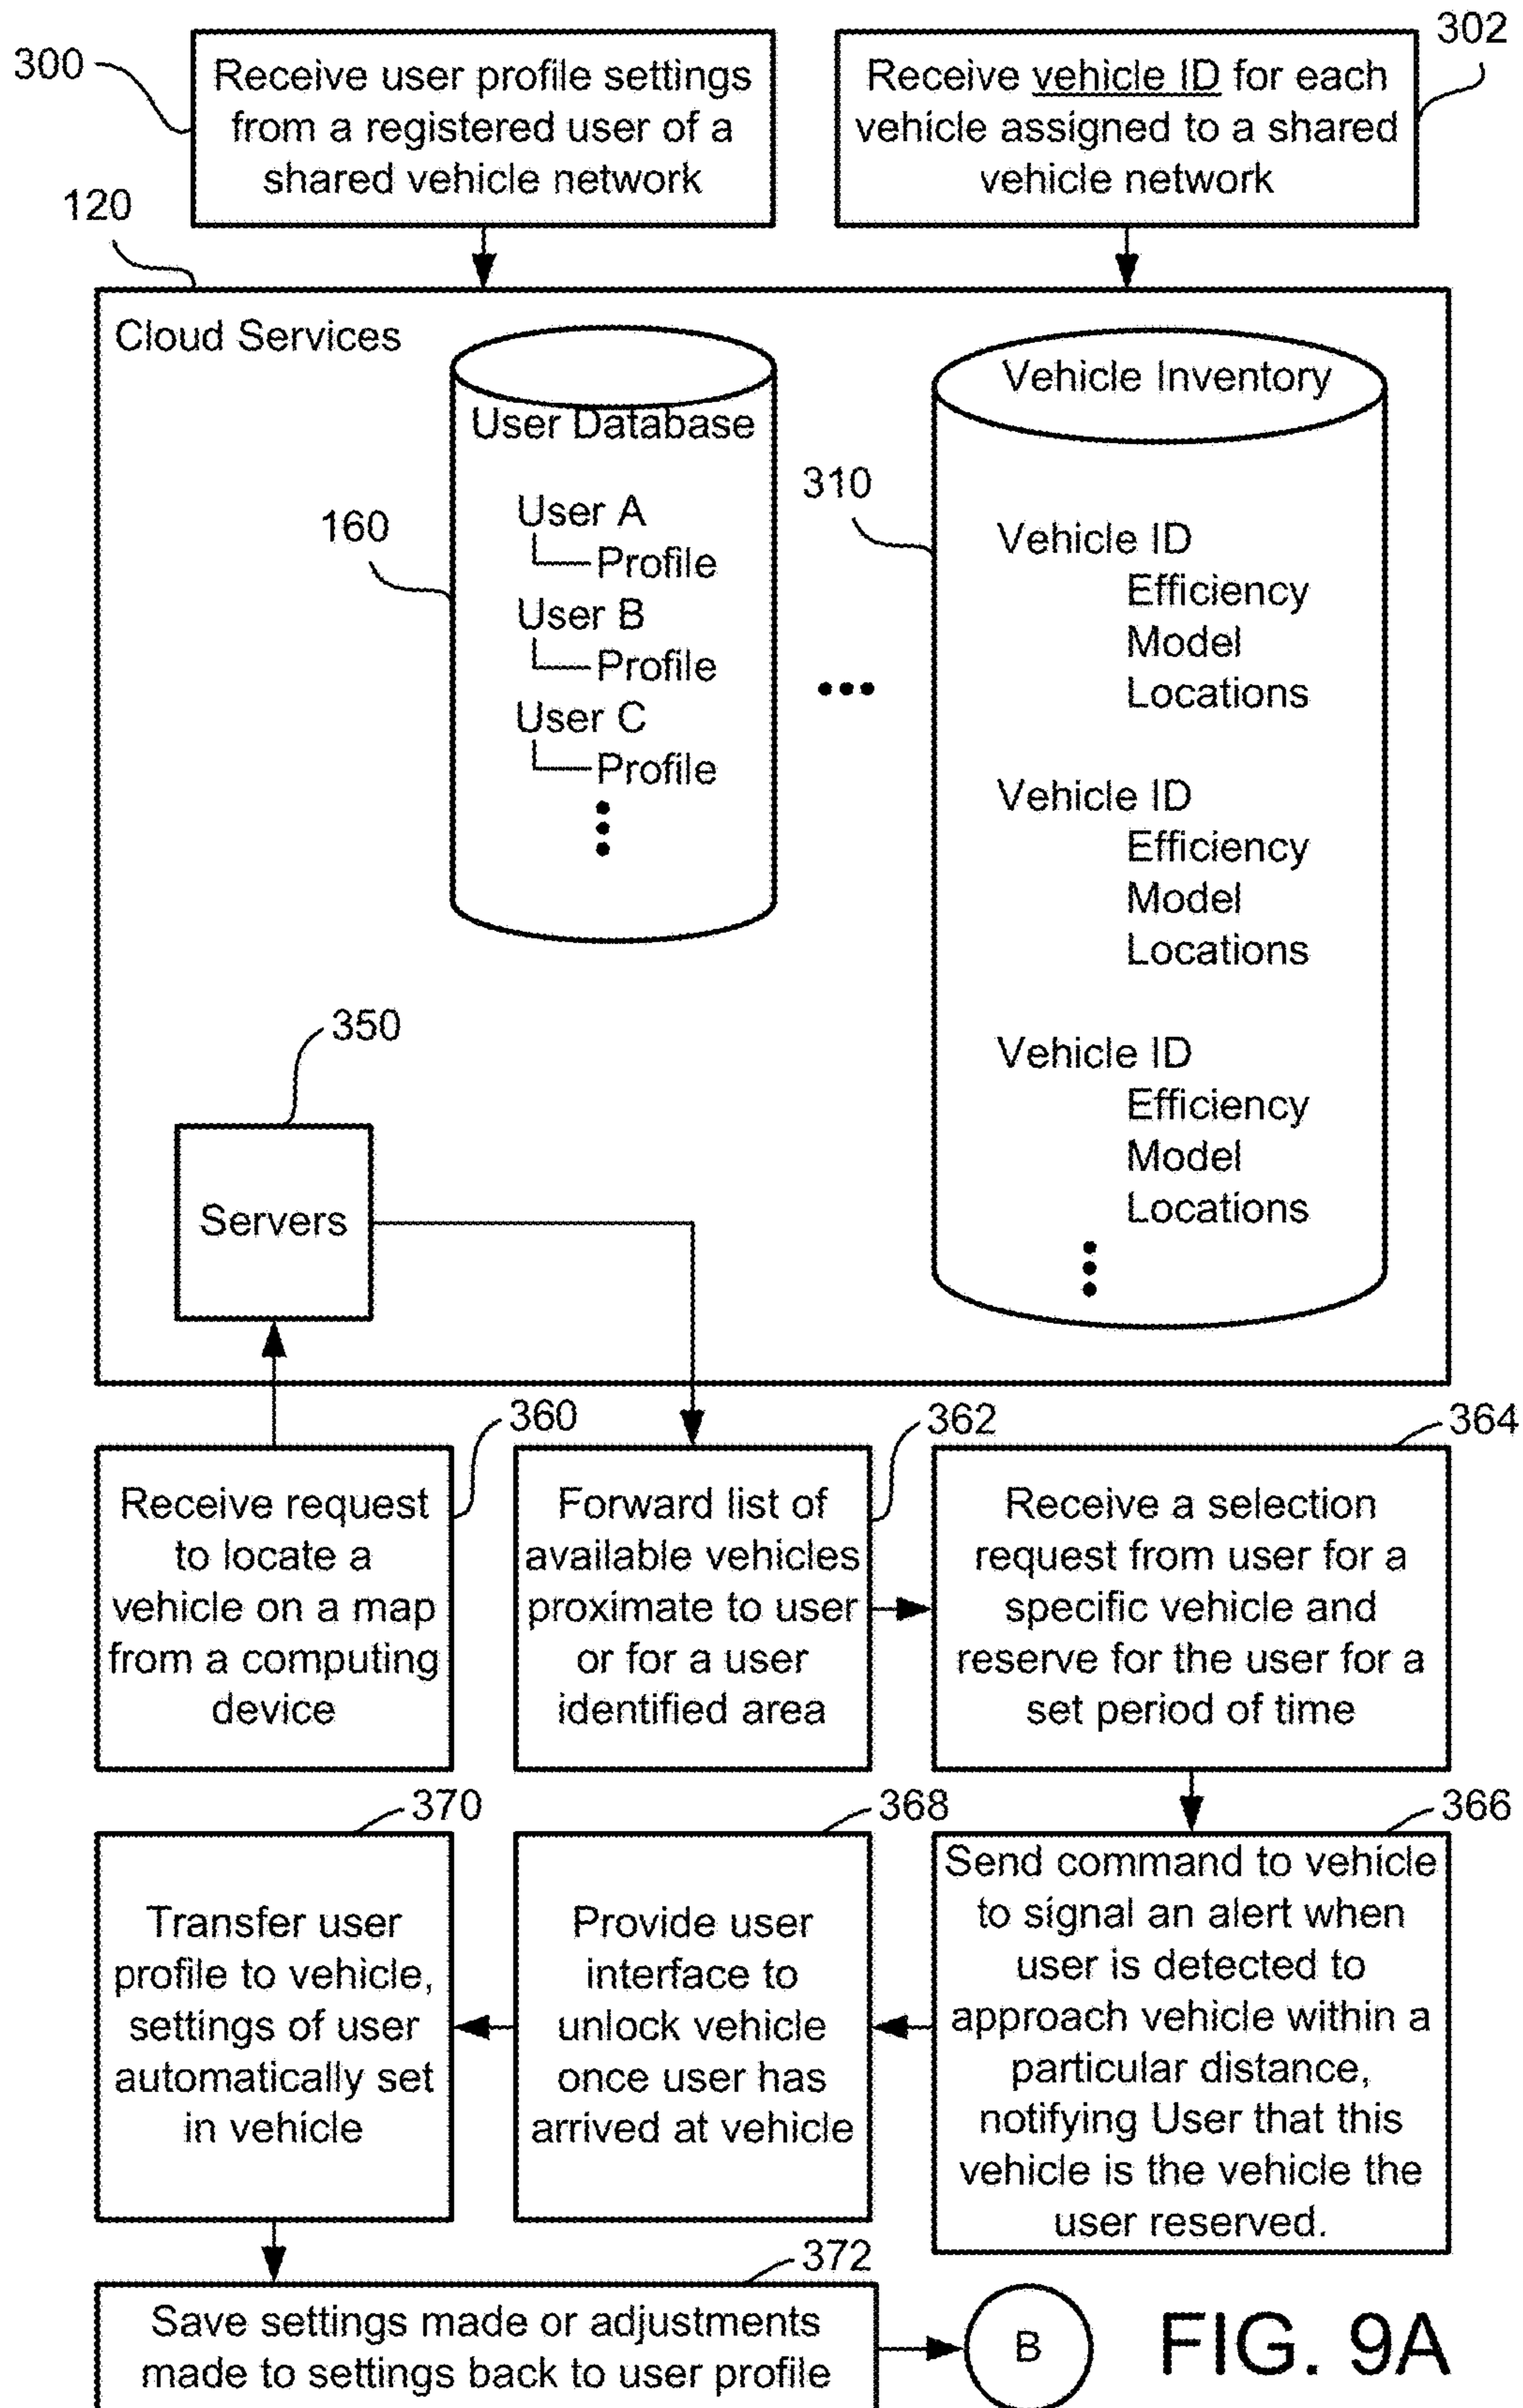 300
Receive user profile settings
from a registered user of a
shared vehicle network
302
Receive vehicle ID for each
vehicle assigned to a shared
vehicle network
120
Cloud Services
User Database
160
User A
Profile
User B
Profile
User C
Profile
310
Vehicle Inventory
Vehicle ID
Efficiency
Model
Locations
Vehicle ID
Efficiency
Model
Locations
Vehicle ID
Efficiency
Model
Locations
350
Servers
360
Receive request
to locate a
vehicle on a map
from a computing
device
362
Forward list of
available vehicles
proximate to user
or for a user
identified area
364
Receive a selection
request from user for a
specific vehicle and
reserve for the user for a
set period of time
366
Send command to vehicle
to signal an alert when
user is detected to
approach vehicle within a
particular distance,
notifying User that this
vehicle is the vehicle the
user reserved.
368
Provide user
interface to
unlock vehicle
once user has
arrived at vehicle
370
Transfer user
profile to vehicle,
settings of user
automatically set
in vehicle
372
Save settings made or adjustments
made to settings back to user profile
B
FIG. 9A